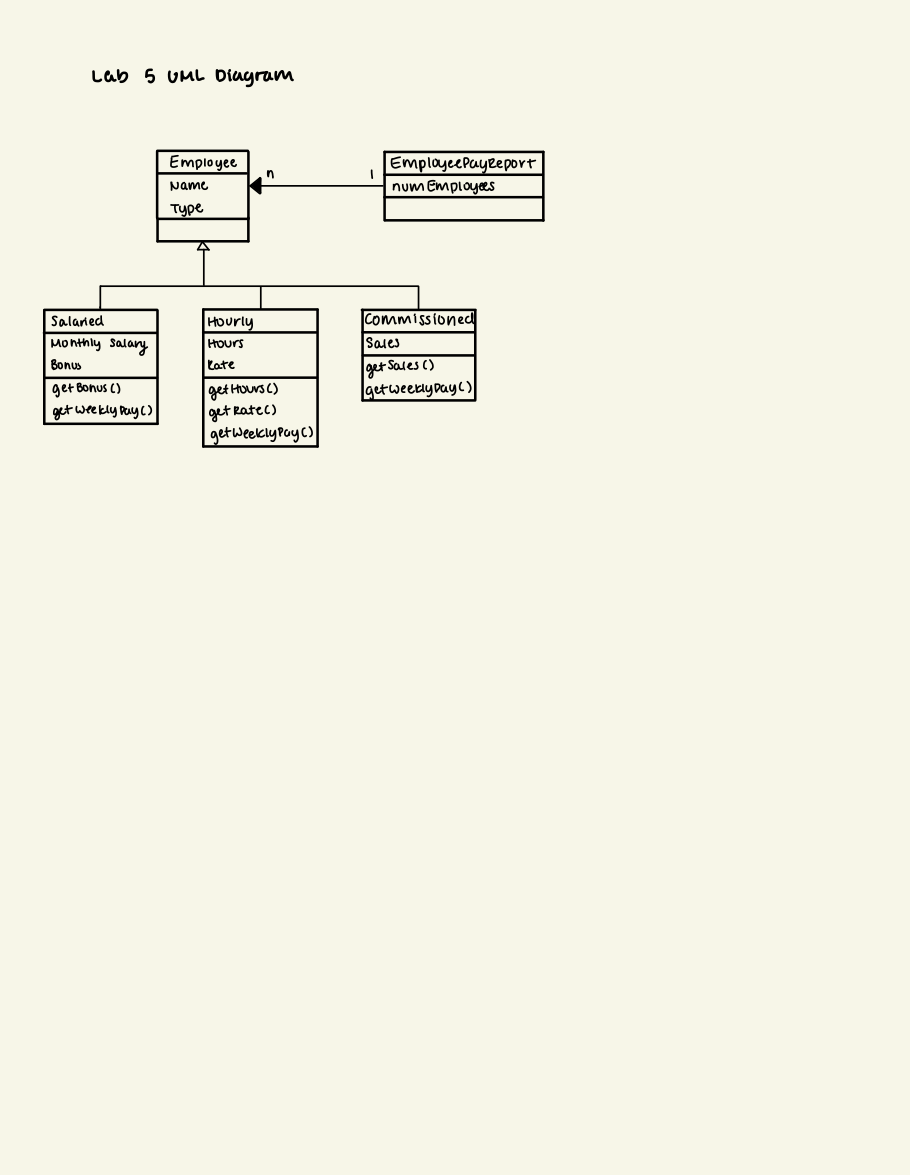 Lab 5 UML Diagram
Employee
Name
Type
n
1
EmployeePayReport
numEmployees
Salaried
Monthly Salary
Bonus
getBonus()
getWeeklyPay()
Hourly
Hours
Rate
getHours()
getRate()
getWeeklyPay()
Commissioned
Sales
getSales()
getWeeklyPay()